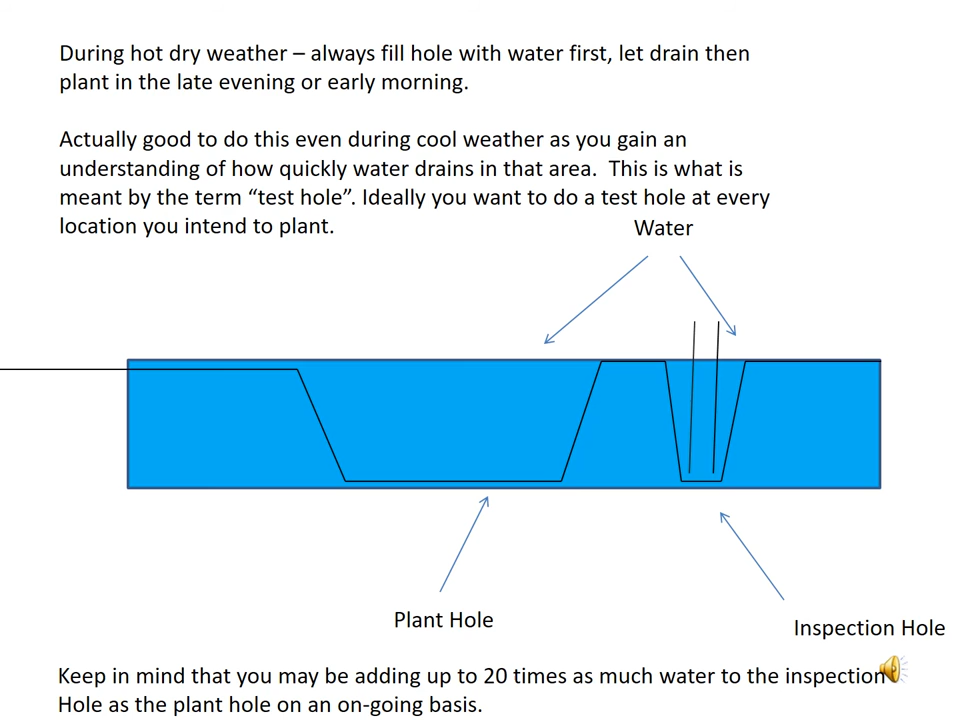 During hot dry weather – always fill hole with water first, let drain then
plant in the late evening or early morning.
Actually good to do this even during cool weather as you gain an
understanding of how quickly water drains in that area.  This is what is
meant by the term “test hole”. Ideally you want to do a test hole at every
location you intend to plant.
Water
Plant Hole
Inspection Hole
Keep in mind that you may be adding up to 20 times as much water to the inspection
Hole as the plant hole on an on-going basis.